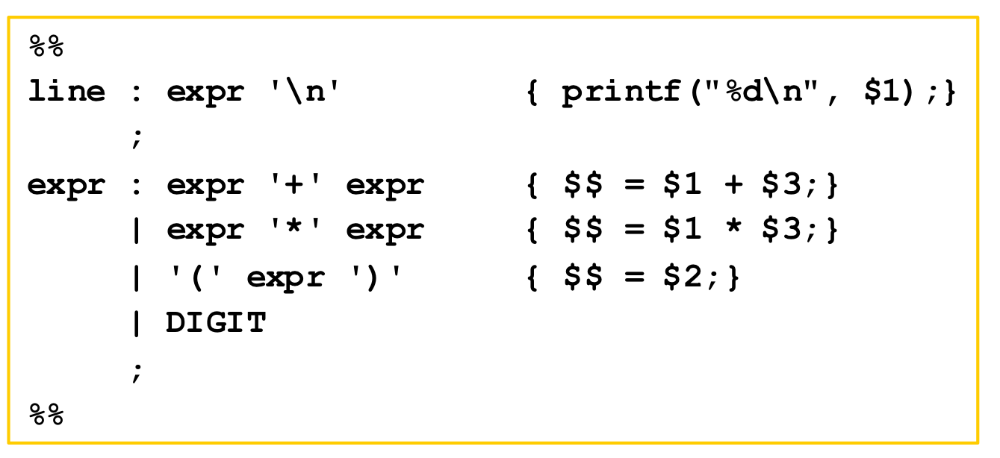 %%
line : expr '\n' { printf("%d\n", $1);}
;
expr : expr '+' expr { $$ = $1 + $3;}
| expr '*' expr { $$ = $1 * $3;}
| '(' expr ')' { $$ = $2;}
| DIGIT
;
%%